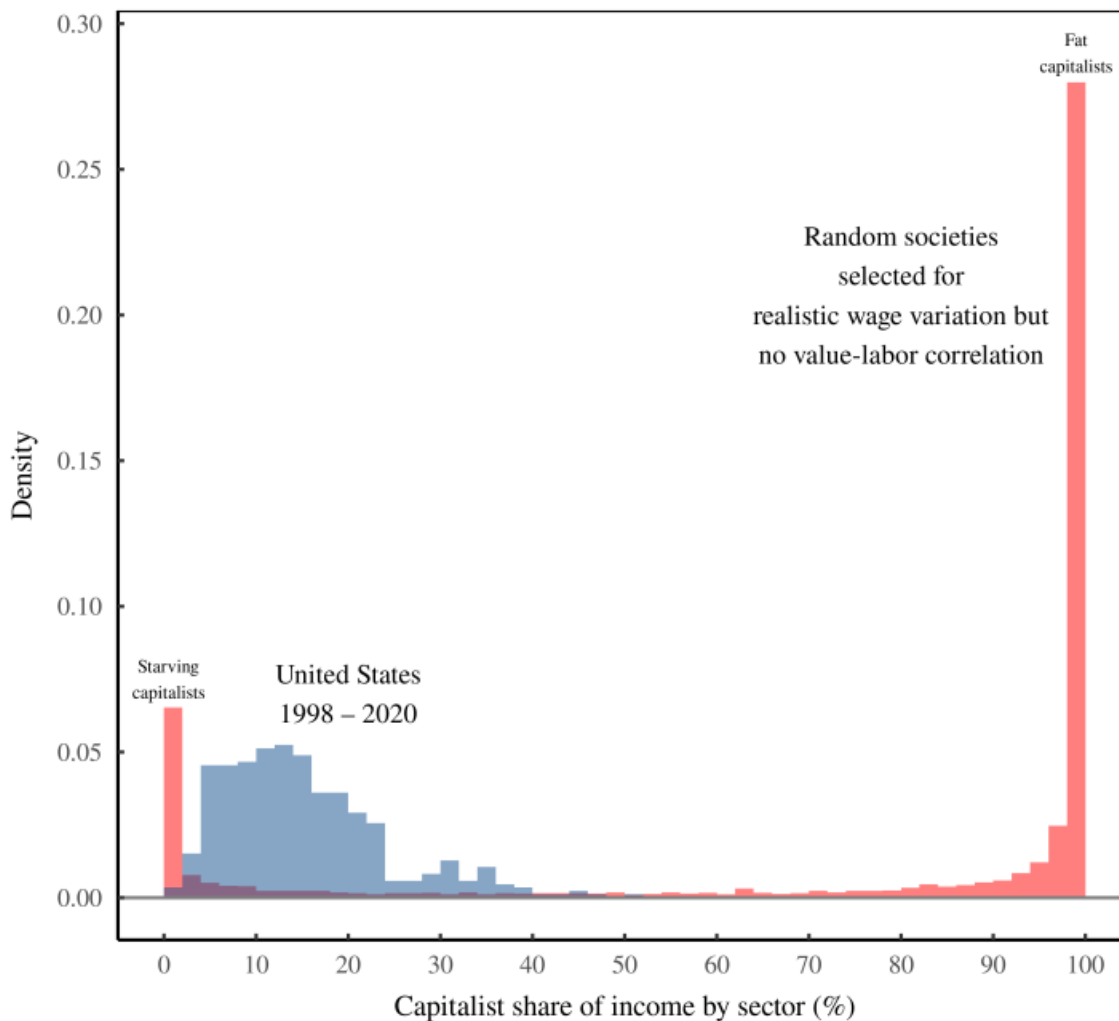 0.30
Fat
capitalists
0.25
Random societies
selected for
realistic wage variation but
no value-labor correlation
0.20
0.15
Density
0.10
Starving
capitalists
United States
1998 – 2020
0.05
0.00
0 10 20 30 40 50 60 70 80 90 100
Capitalist share of income by sector (%)